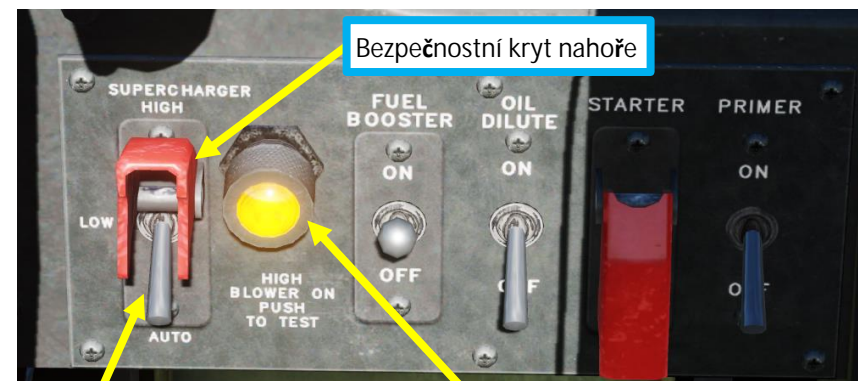 Bezpečnostní kryt nahoře
SUPERCHARGER
HIGH
LOW
AUTO
HIGH
BLOWER ON
PUSH
TO TEST
FUEL
BOOSTER
ON
OFF
OIL
DILUTE
ON
OFF
STARTER
PRIMER
ON
OFF